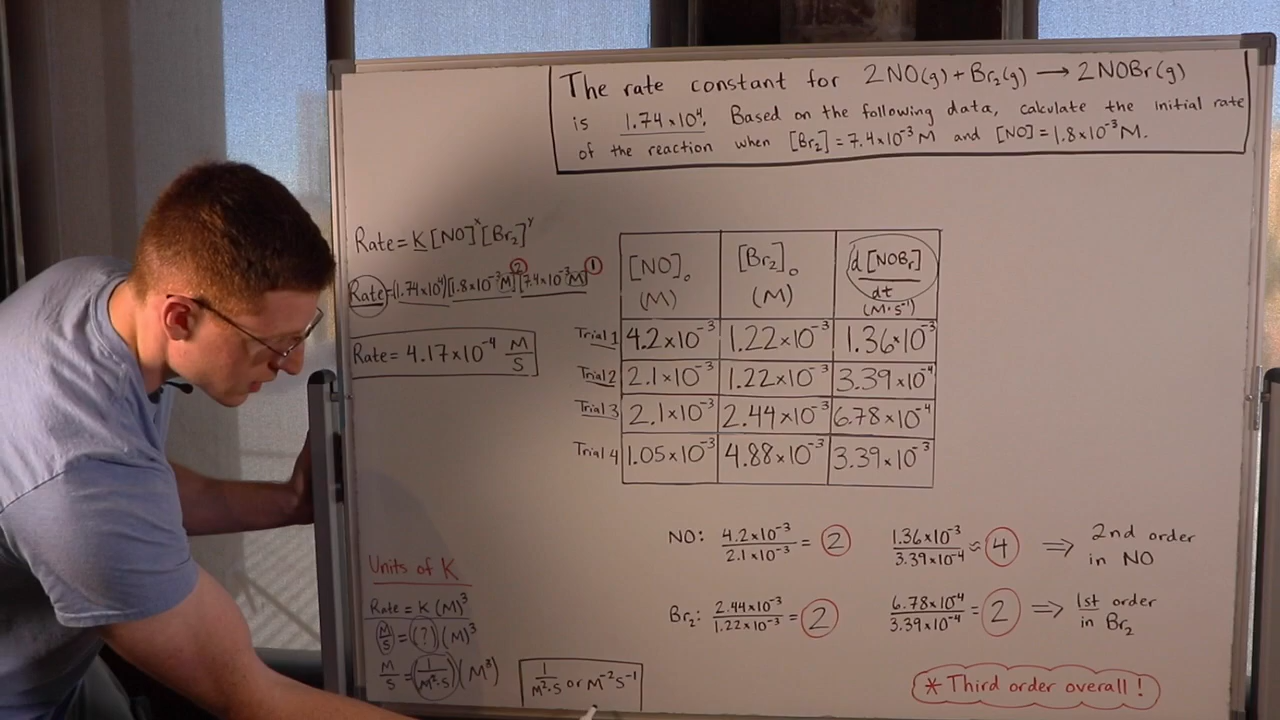 The rate constant for 2NO(g) + Br₂(g) ⟶ 2NOBr(g)
is 1.74×10⁴. Based on the following data, calculate the initial rate
of the reaction when [Br₂] = 7.4×10⁻³ M and [NO] = 1.8×10⁻³ M.
Rate = K[NO]ˣ[Br₂]ʸ
Rate=(1.74×10⁴)[1.8×10⁻³M]²[7.4×10⁻³M]¹
Rate = 4.17×10⁻⁴ M/S
[NO]₀ (M) [Br₂]₀ (M) d[NOBr]/dt (M·s⁻¹)
Trial 1 4.2×10⁻³ 1.22×10⁻³ 1.36×10⁻³
Trial 2 2.1×10⁻³ 1.22×10⁻³ 3.39×10⁻⁴
Trial 3 2.1×10⁻³ 2.44×10⁻³ 6.78×10⁻⁴
Trial 4 1.05×10⁻³ 4.88×10⁻³ 3.39×10⁻³
NO: 4.2×10⁻³/2.1×10⁻³ = 2 1.36×10⁻³/3.39×10⁻⁴ ≈ 4 ⟹ 2nd order in NO
Br₂: 2.44×10⁻³/1.22×10⁻³ = 2 6.78×10⁻⁴/3.39×10⁻⁴ = 2 ⟹ 1st order in Br₂
* Third order overall!
Units of K
Rate = K(M)³
M/S = (?)(M)³
M/S = (1/M²·S)(M³)
1/M²·S or M⁻²S⁻¹